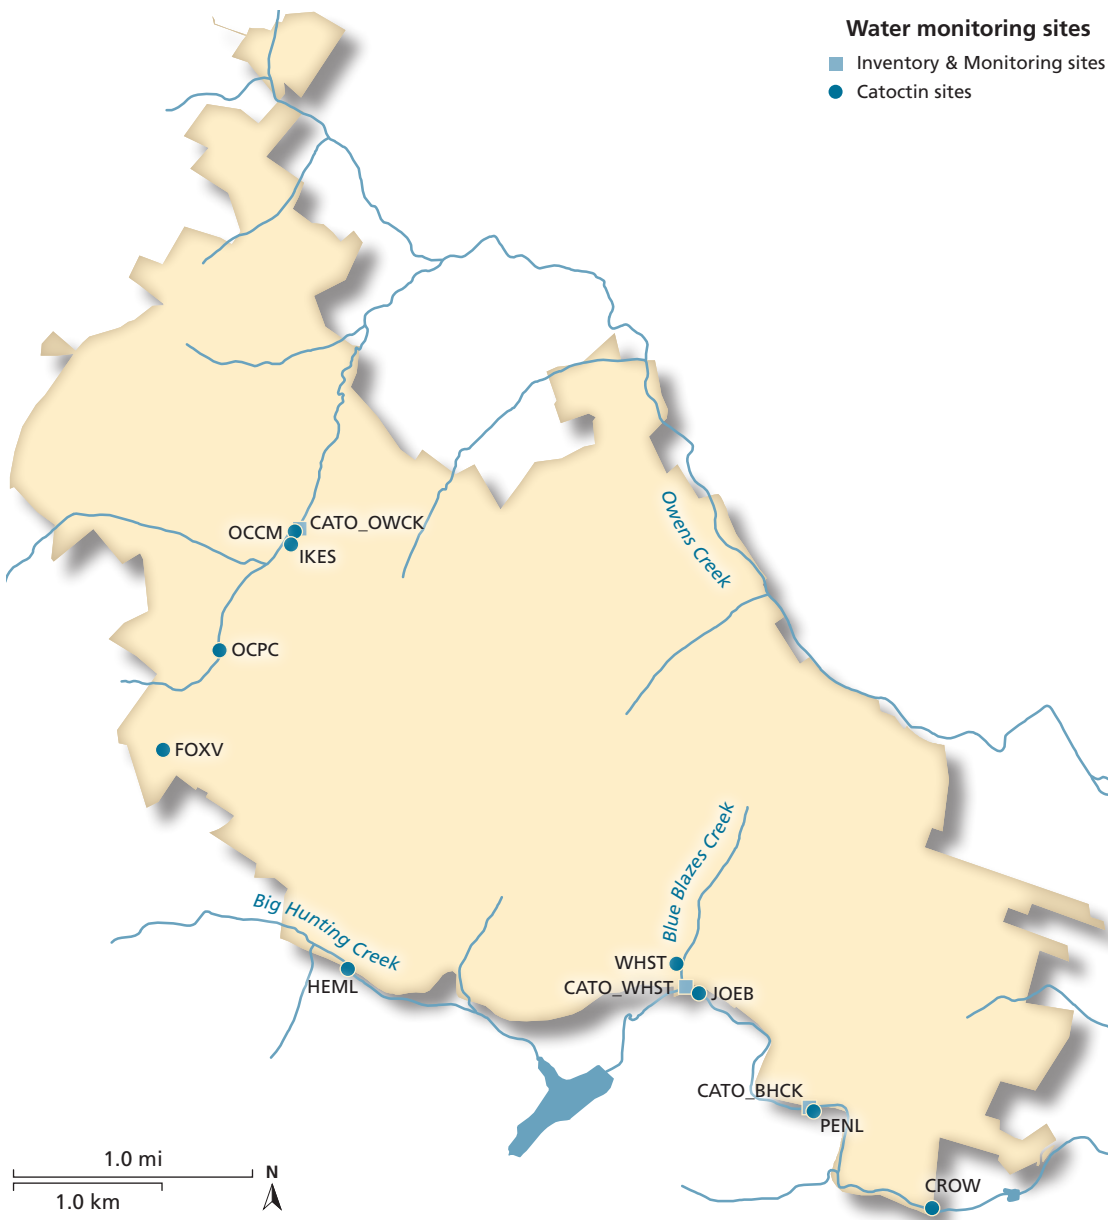 Water monitoring sites
Inventory & Monitoring sites
Catoctin sites
Owens Creek
CATO_OWCK
OCCM
IKES
OCPC
FOXV
Blue Blazes Creek
Big Hunting Creek
HEML
WHST
CATO_WHST
JOEB
CATO_BHCK
PENL
CROW
1.0 mi
1.0 km
N